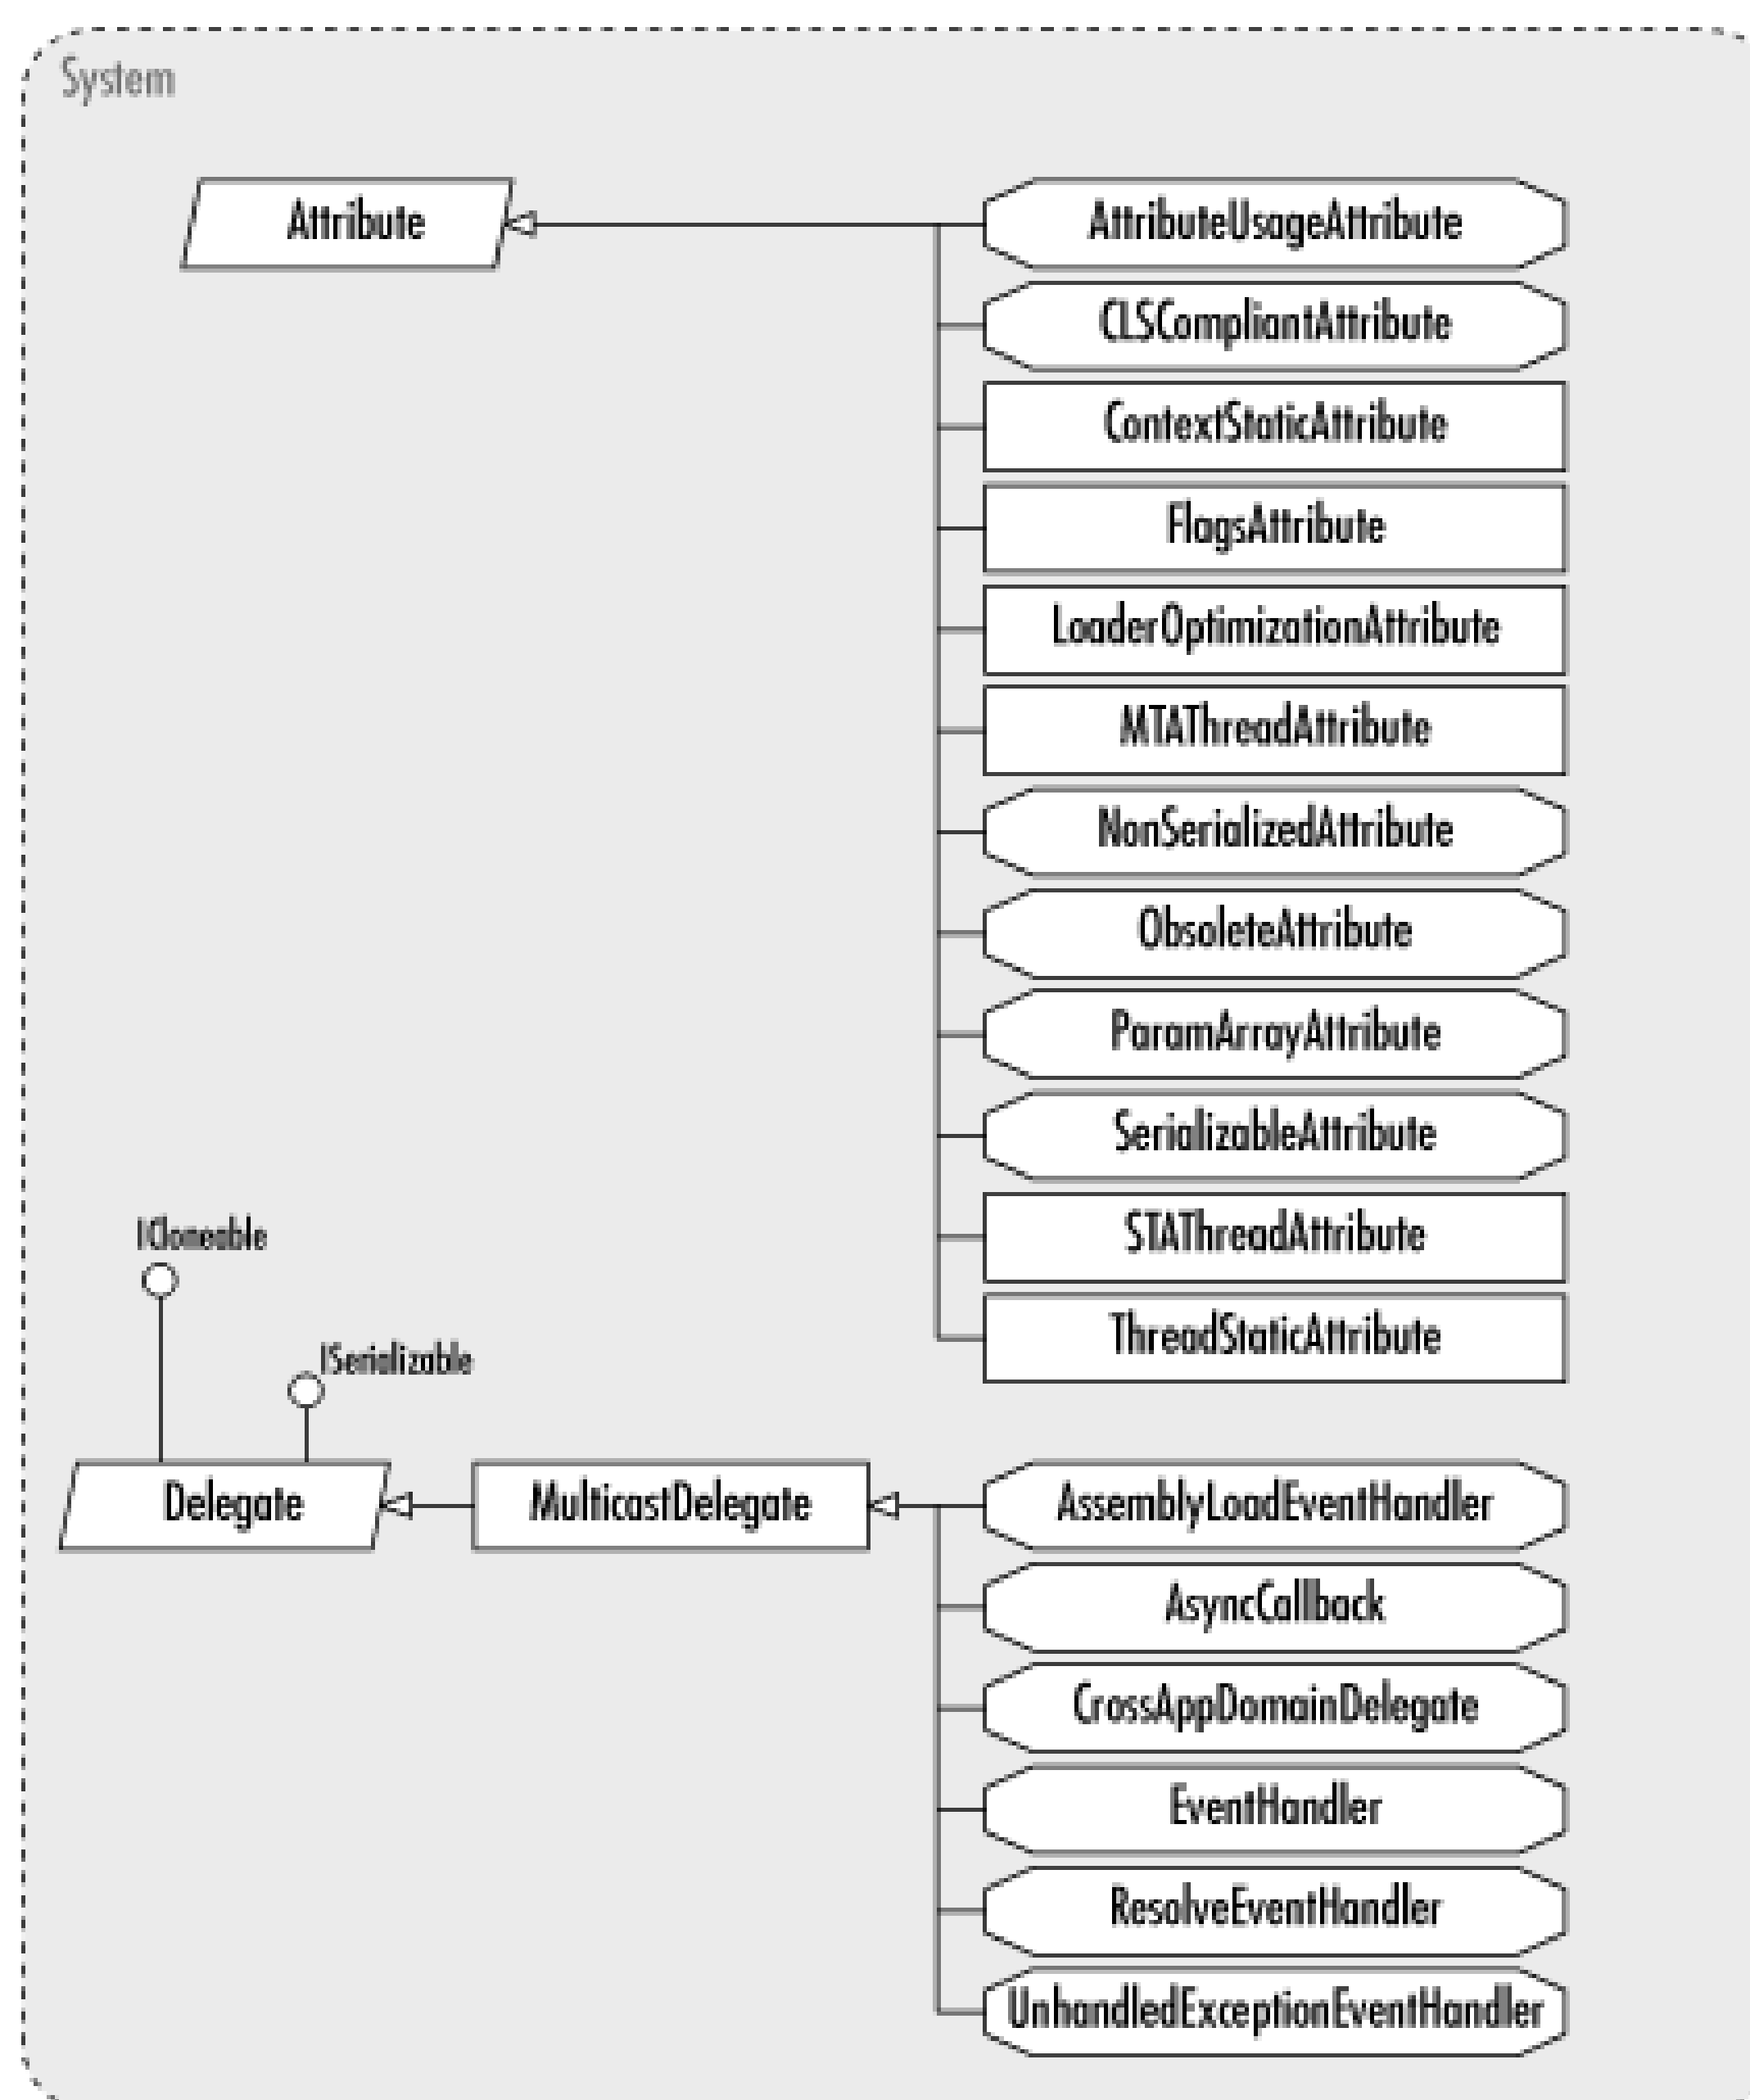 System
Attribute
AttributeUsageAttribute
CLSCompliantAttribute
ContextStaticAttribute
FlagsAttribute
LoaderOptimizationAttribute
MTAThreadAttribute
NonSerializedAttribute
ObsoleteAttribute
ParamArrayAttribute
SerializableAttribute
STAThreadAttribute
ThreadStaticAttribute
ICloneable
ISerializable
Delegate
MulticastDelegate
AssemblyLoadEventHandler
AsyncCallback
CrossAppDomainDelegate
EventHandler
ResolveEventHandler
UnhandledExceptionEventHandler